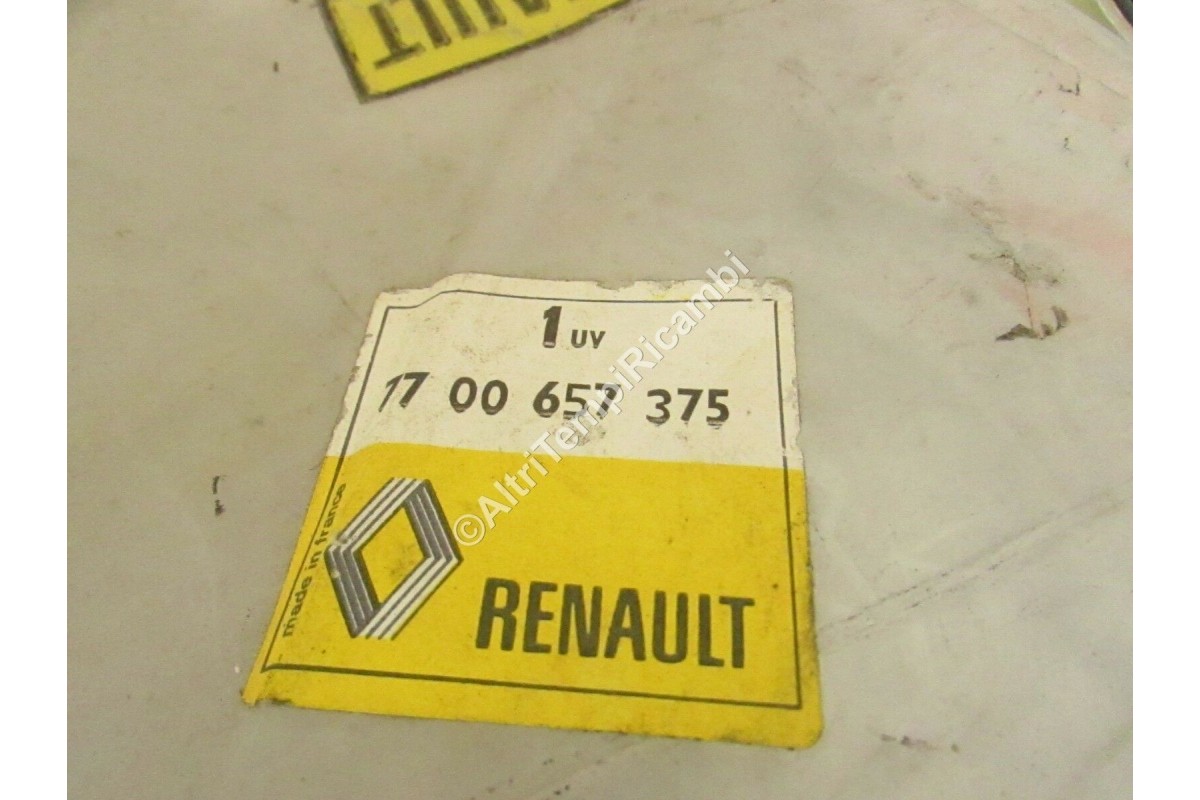 1 UV
17 00 657 375
made in france
RENAULT
©AltriTempiRicambi